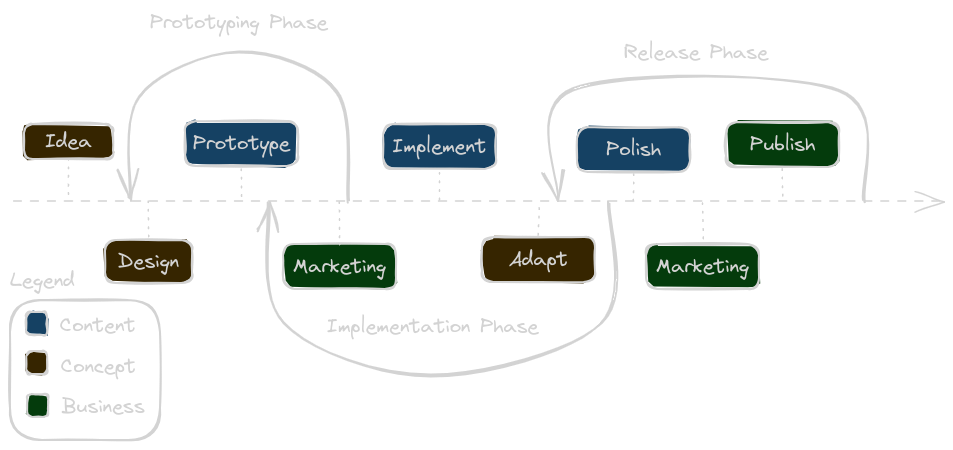 Prototyping Phase
Release Phase
Idea
Prototype
Implement
Polish
Publish
Design
Marketing
Adapt
Marketing
Implementation Phase
Legend
Content
Concept
Business